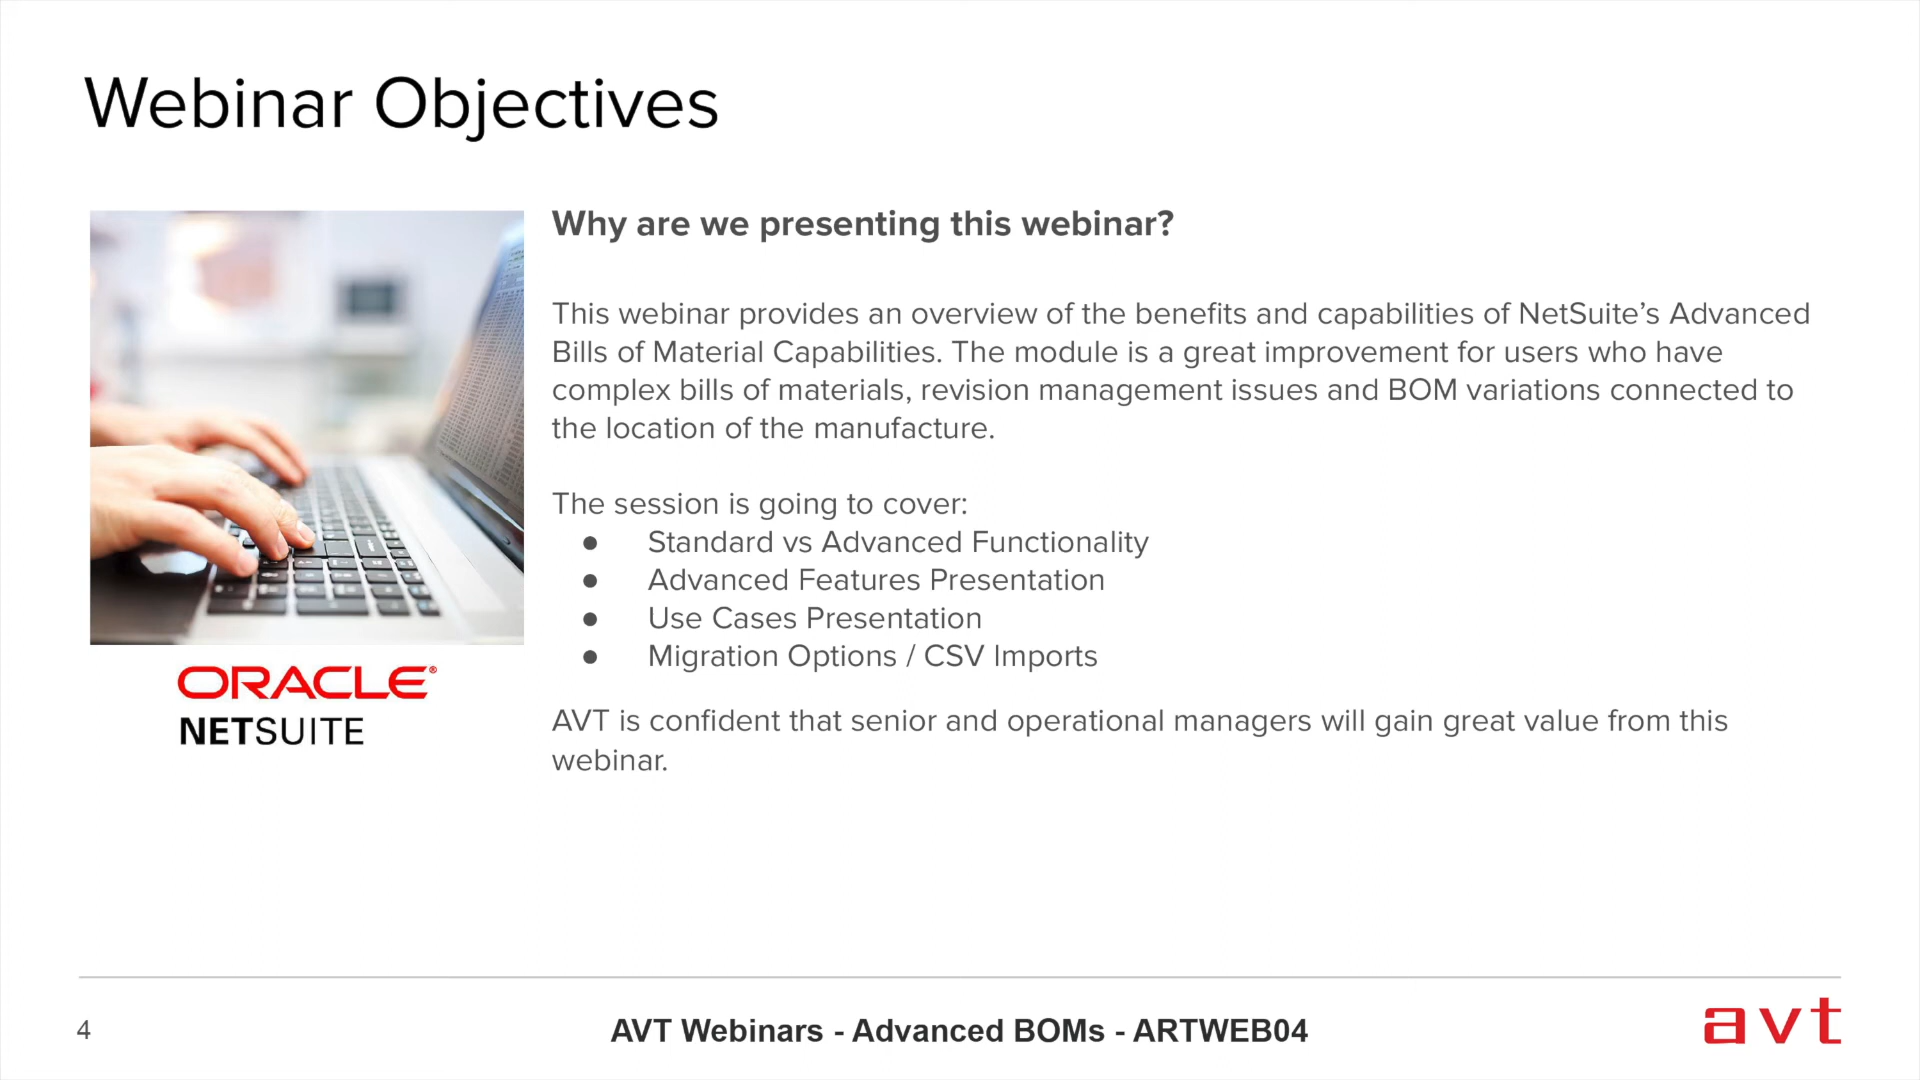 Webinar Objectives
Why are we presenting this webinar?
This webinar provides an overview of the benefits and capabilities of NetSuite’s Advanced
Bills of Material Capabilities. The module is a great improvement for users who have
complex bills of materials, revision management issues and BOM variations connected to
the location of the manufacture.
The session is going to cover:
● Standard vs Advanced Functionality
● Advanced Features Presentation
● Use Cases Presentation
● Migration Options / CSV Imports
AVT is confident that senior and operational managers will gain great value from this
webinar.
ORACLE®
NETSUITE
4
AVT Webinars - Advanced BOMs - ARTWEB04
avt